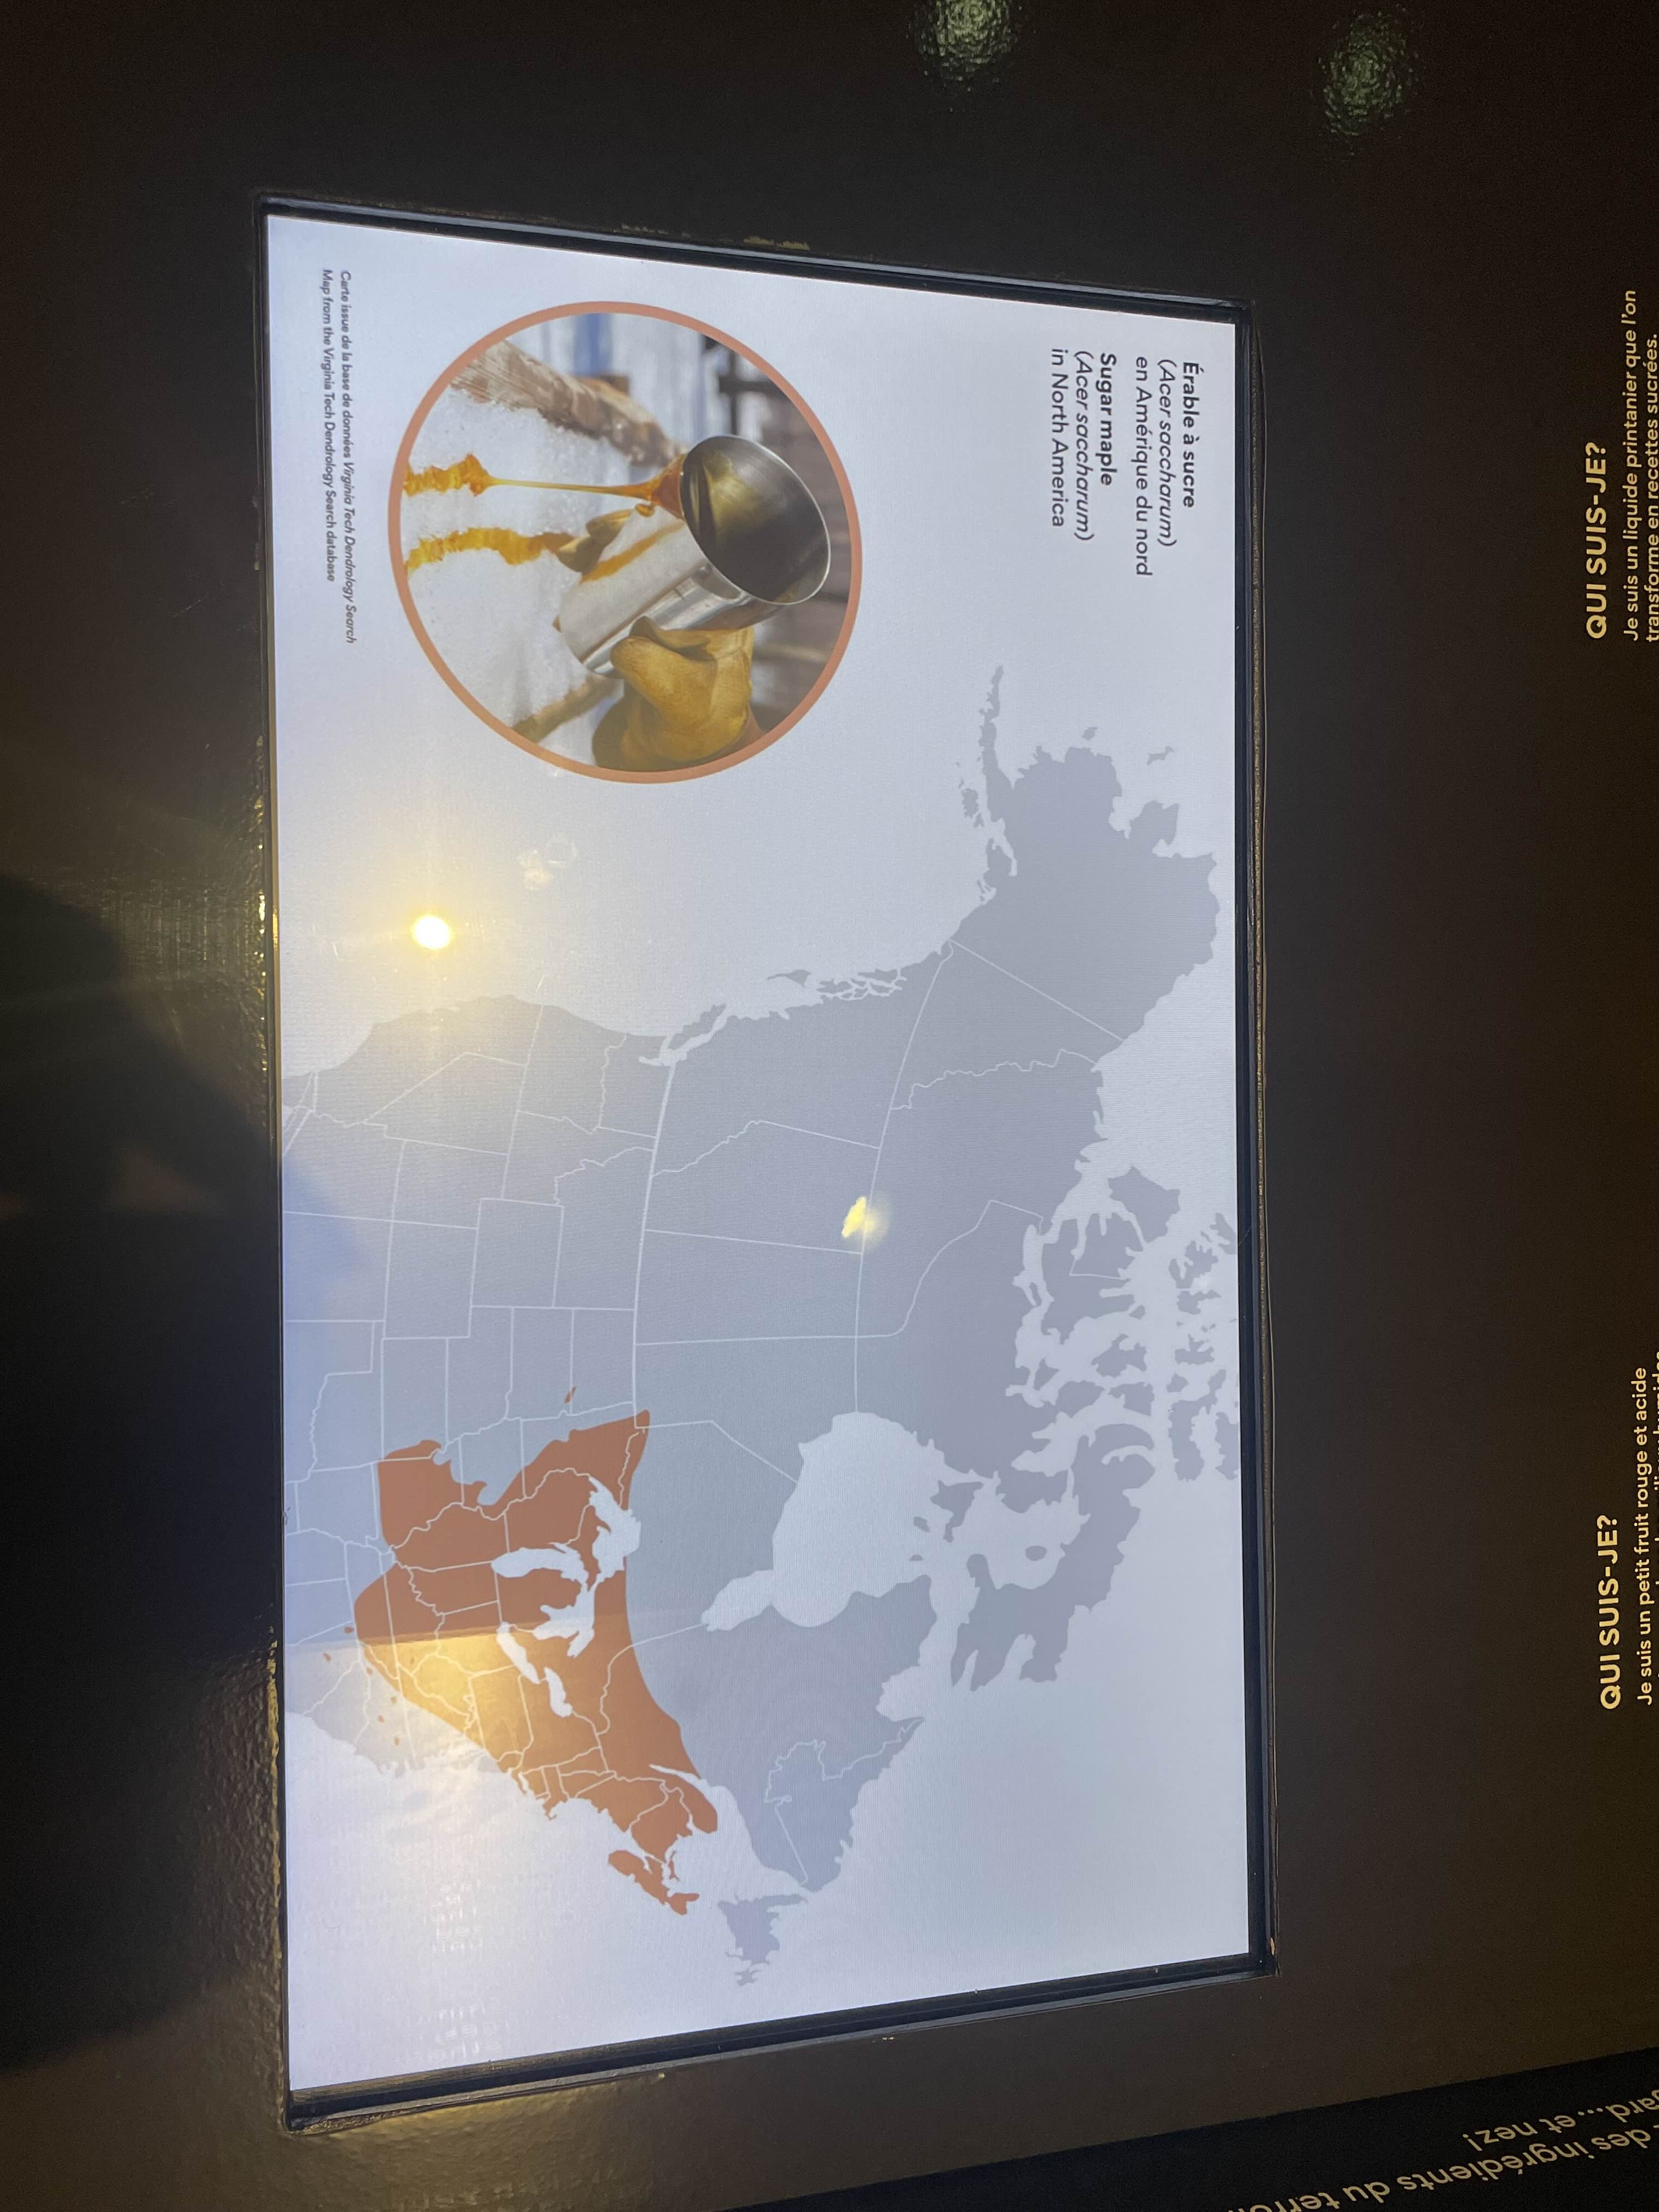 Érable à sucre
(Acer saccharum)
en Amérique du nord
Sugar maple
(Acer saccharum)
in North America
Carte issue de la base de données Virginia Tech Dendrology Search
Map from the Virginia Tech Dendrology Search database
QUI SUIS-JE?
Je suis un liquide printanier que l'on
transforme en recettes sucrées.
QUI SUIS-JE?
Je suis un petit fruit rouge et acide
des ingrédients du
et nez!